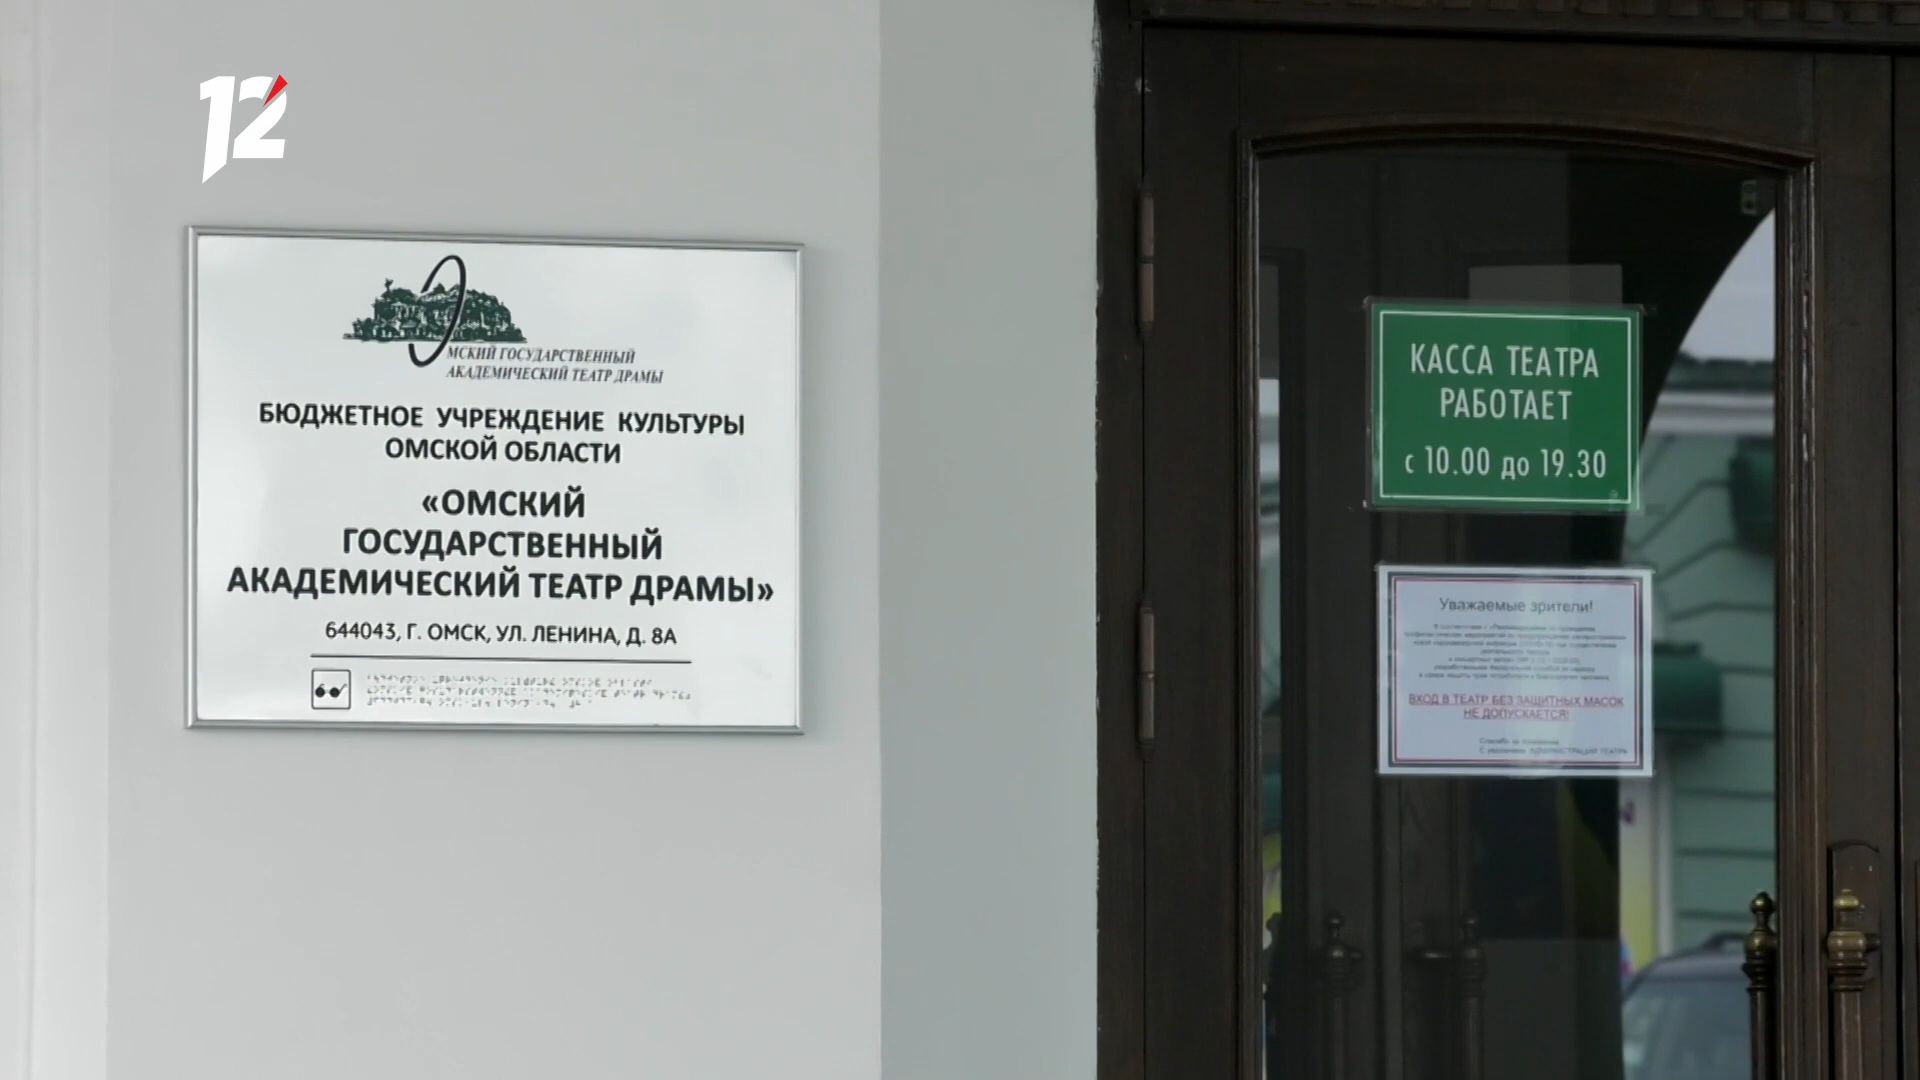 12
ОМСКИЙ ГОСУДАРСТВЕННЫЙ
АКАДЕМИЧЕСКИЙ ТЕАТР ДРАМЫ
БЮДЖЕТНОЕ УЧРЕЖДЕНИЕ КУЛЬТУРЫ
ОМСКОЙ ОБЛАСТИ
«ОМСКИЙ
ГОСУДАРСТВЕННЫЙ
АКАДЕМИЧЕСКИЙ ТЕАТР ДРАМЫ»
644043, Г. ОМСК, УЛ. ЛЕНИНА, Д. 8А
КАССА ТЕАТРА
РАБОТАЕТ
с 10.00 до 19.30
Уважаемые зрители!
ВХОД В ТЕАТР БЕЗ ЗАЩИТНЫХ МАСОК
НЕ ДОПУСКАЕТСЯ!
АДМИНИСТРАЦИЯ ТЕАТРА